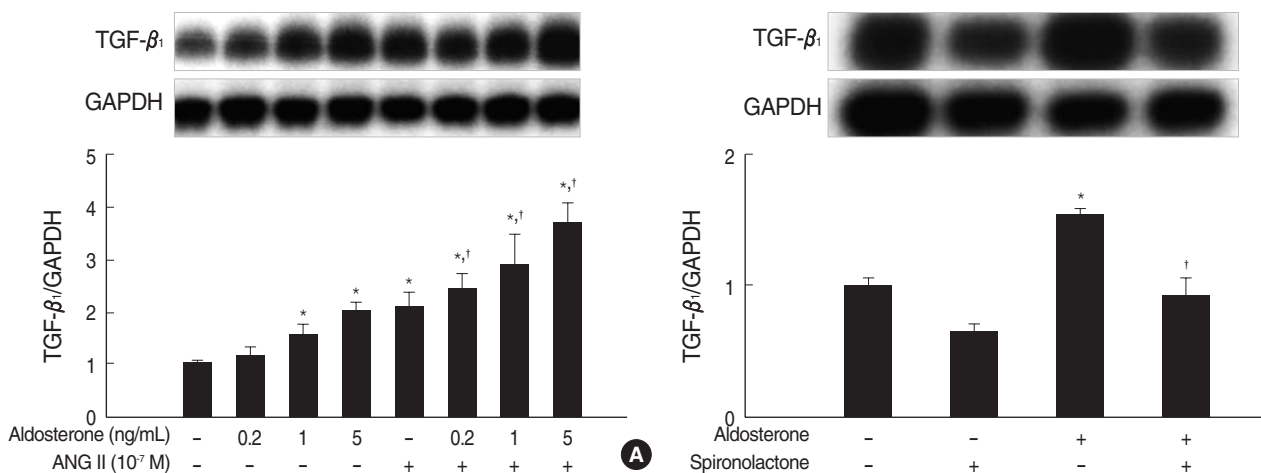 TGF-β₁
GAPDH
5
4
3
2
1
0
TGF-β₁/GAPDH
*
*
*
*,†
*,†
*,†
Aldosterone (ng/mL) – 0.2 1 5 – 0.2 1 5
ANG II (10⁻⁷ M) – – – – + + + +
A
TGF-β₁
GAPDH
2
1
0
TGF-β₁/GAPDH
*
†
Aldosterone – – + +
Spironolactone – + – +